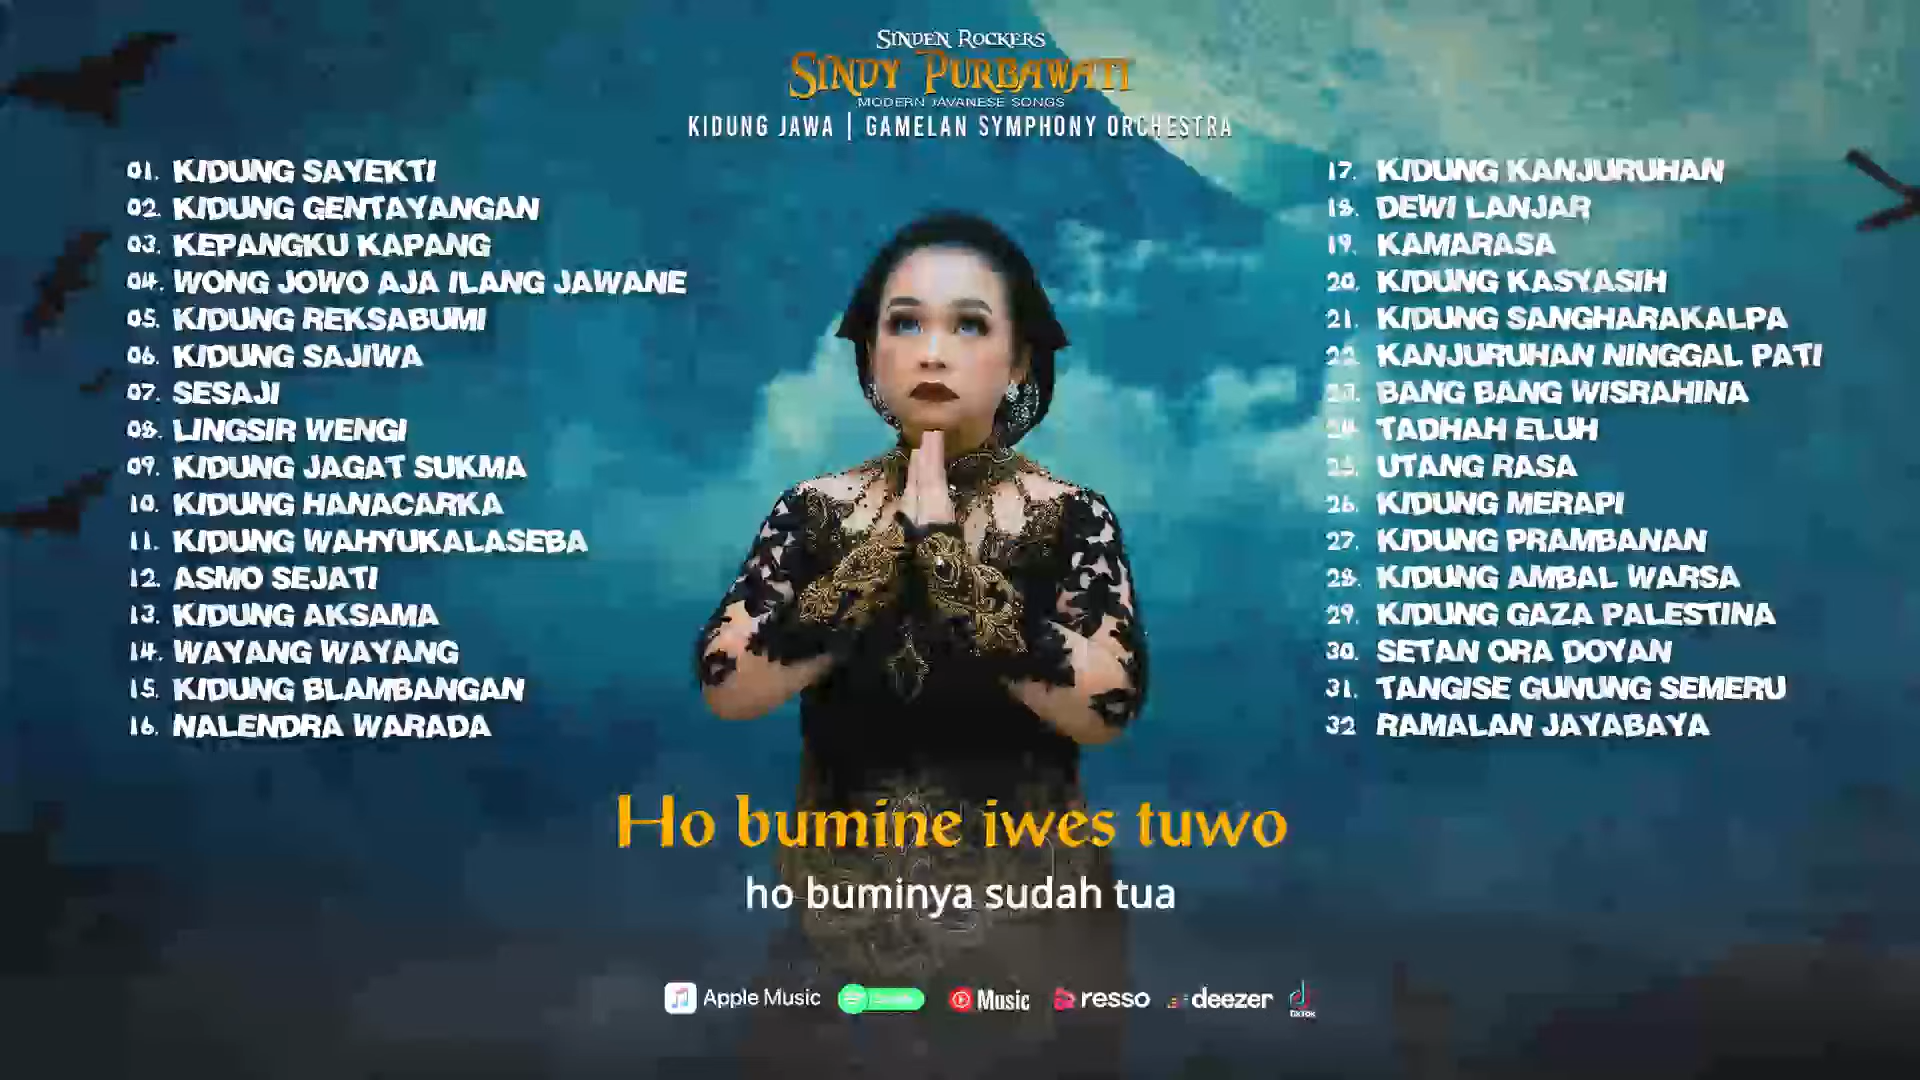 SINDEN ROCKERS
SINDY PURBAWATI
MODERN JAVANESE SONGS
KIDUNG JAWA | GAMELAN SYMPHONY ORCHESTRA
01. KIDUNG SAYEKTI
02. KIDUNG GENTAYANGAN
03. KEPANGKU KAPANG
04. WONG JOWO AJA ILANG JAWANE
05. KIDUNG REKSABUMI
06. KIDUNG SAJIWA
07. SESAJI
08. LINGSIR WENGI
09. KIDUNG JAGAT SUKMA
10. KIDUNG HANACARKA
11. KIDUNG WAHYUKALASEBA
12. ASMO SEJATI
13. KIDUNG AKSAMA
14. WAYANG WAYANG
15. KIDUNG BLAMBANGAN
16. NALENDRA WARADA
17. KIDUNG KANJURUHAN
18. DEWI LANJAR
19. KAMARASA
20. KIDUNG KASYASIH
21. KIDUNG SANGHARAKALPA
22. KANJURUHAN NINGGAL PATI
23. BANG BANG WISRAHINA
24. TADHAH ELUH
25. UTANG RASA
26. KIDUNG MERAPI
27. KIDUNG PRAMBANAN
28. KIDUNG AMBAL WARSA
29. KIDUNG GAZA PALESTINA
30. SETAN ORA DOYAN
31. TANGISE GUNUNG SEMERU
32 RAMALAN JAYABAYA
Ho bumine iwes tuwo
ho buminya sudah tua
Apple Music
Music
resso
deezer
TikTok